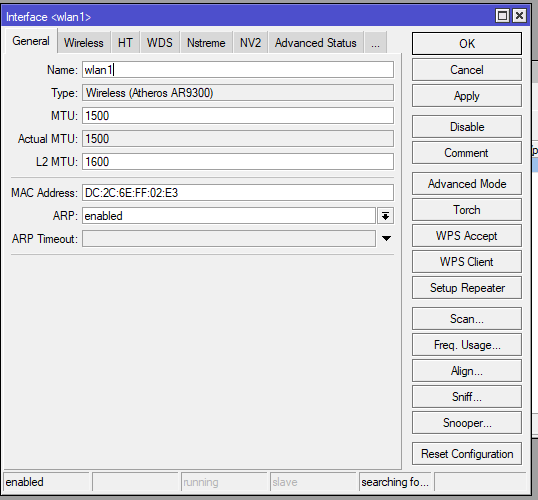 Interface <wlan1>
General Wireless HT WDS Nstreme NV2 Advanced Status ...
Name: wlan1
Type: Wireless (Atheros AR9300)
MTU: 1500
Actual MTU: 1500
L2 MTU: 1600
MAC Address: DC:2C:6E:FF:02:E3
ARP: enabled
ARP Timeout:
OK
Cancel
Apply
Disable
Comment
Advanced Mode
Torch
WPS Accept
WPS Client
Setup Repeater
Scan...
Freq. Usage...
Align...
Sniff...
Snooper...
Reset Configuration
enabled running slave searching fo...